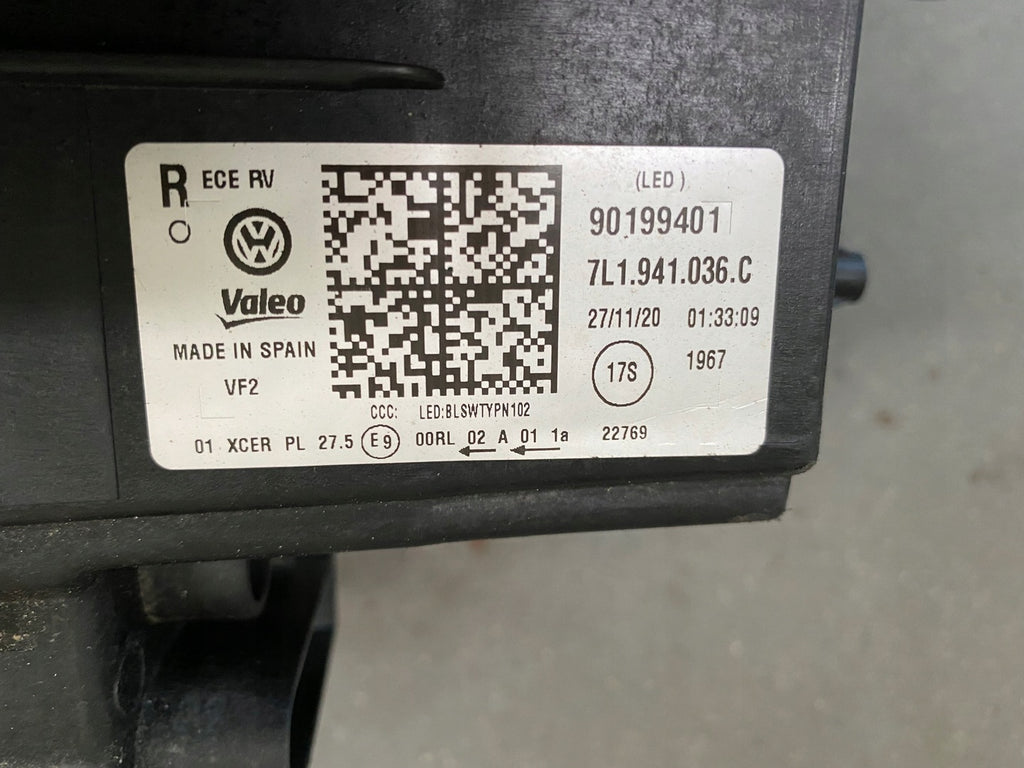 R ECE RV
Valeo
MADE IN SPAIN
VF2
(LED )
90199401
7L1.941.036.C
27/11/20 01:33:09
17S 1967
CCC: LED:BLSWTYPN102
01 XCER PL 27.5 E9 00RL 02 A 01 1a 22769